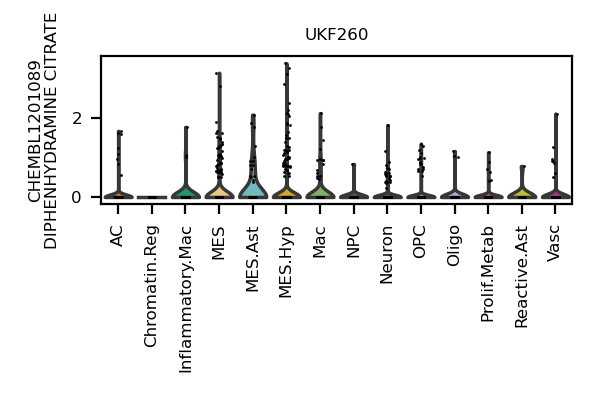 UKF260
CHEMBL1201089
DIPHENHYDRAMINE CITRATE
2
0
AC
Chromatin.Reg
Inflammatory.Mac
MES
MES.Ast
MES.Hyp
Mac
NPC
Neuron
OPC
Oligo
Prolif.Metab
Reactive.Ast
Vasc